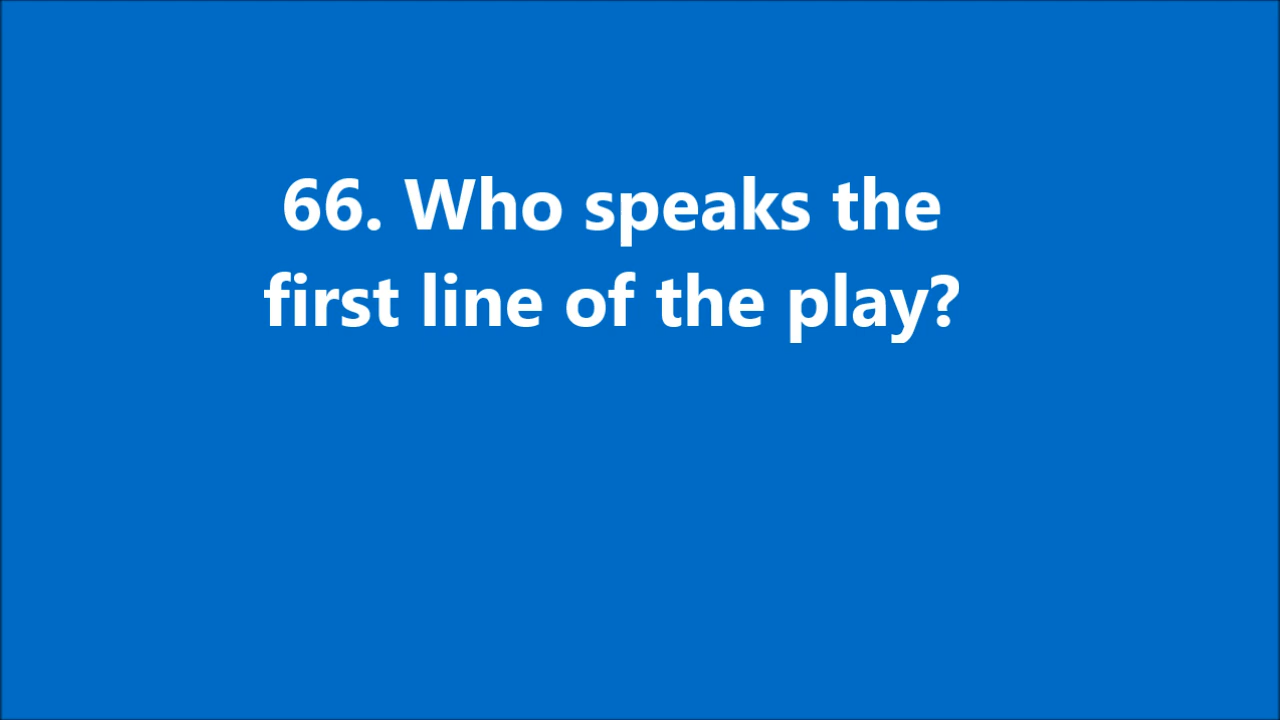 66. Who speaks the
first line of the play?